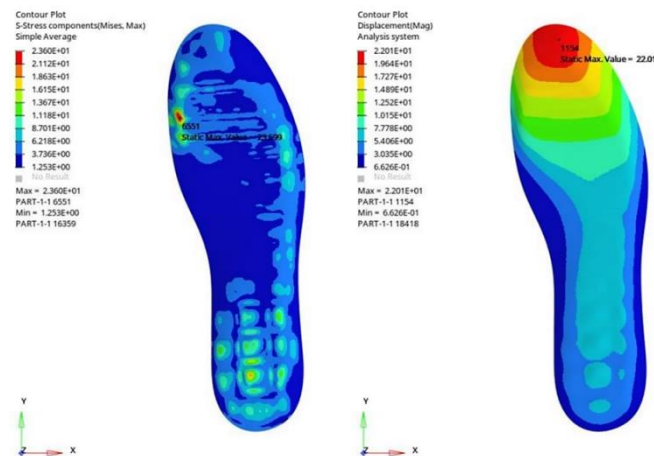 Contour Plot
S-Stress components(Mises, Max)
Simple Average
2.360E+01
2.112E+01
1.863E+01
1.615E+01
1.367E+01
1.118E+01
8.701E+00
6.218E+00
3.736E+00
1.253E+00
No Result
Max = 2.360E+01
PART-1-1 6551
Min = 1.253E+00
PART-1-1 16359
6551
Static Max. Value
Y
Z
X
Contour Plot
Displacement(Mag)
Analysis system
2.201E+01
1.964E+01
1.727E+01
1.489E+01
1.252E+01
1.015E+01
7.778E+00
5.406E+00
3.035E+00
6.626E-01
No Result
Max = 2.201E+01
PART-1-1 1154
Min = 6.626E-01
PART-1-1 18418
1154
Static Max. Value = 22.01
Y
Z
X